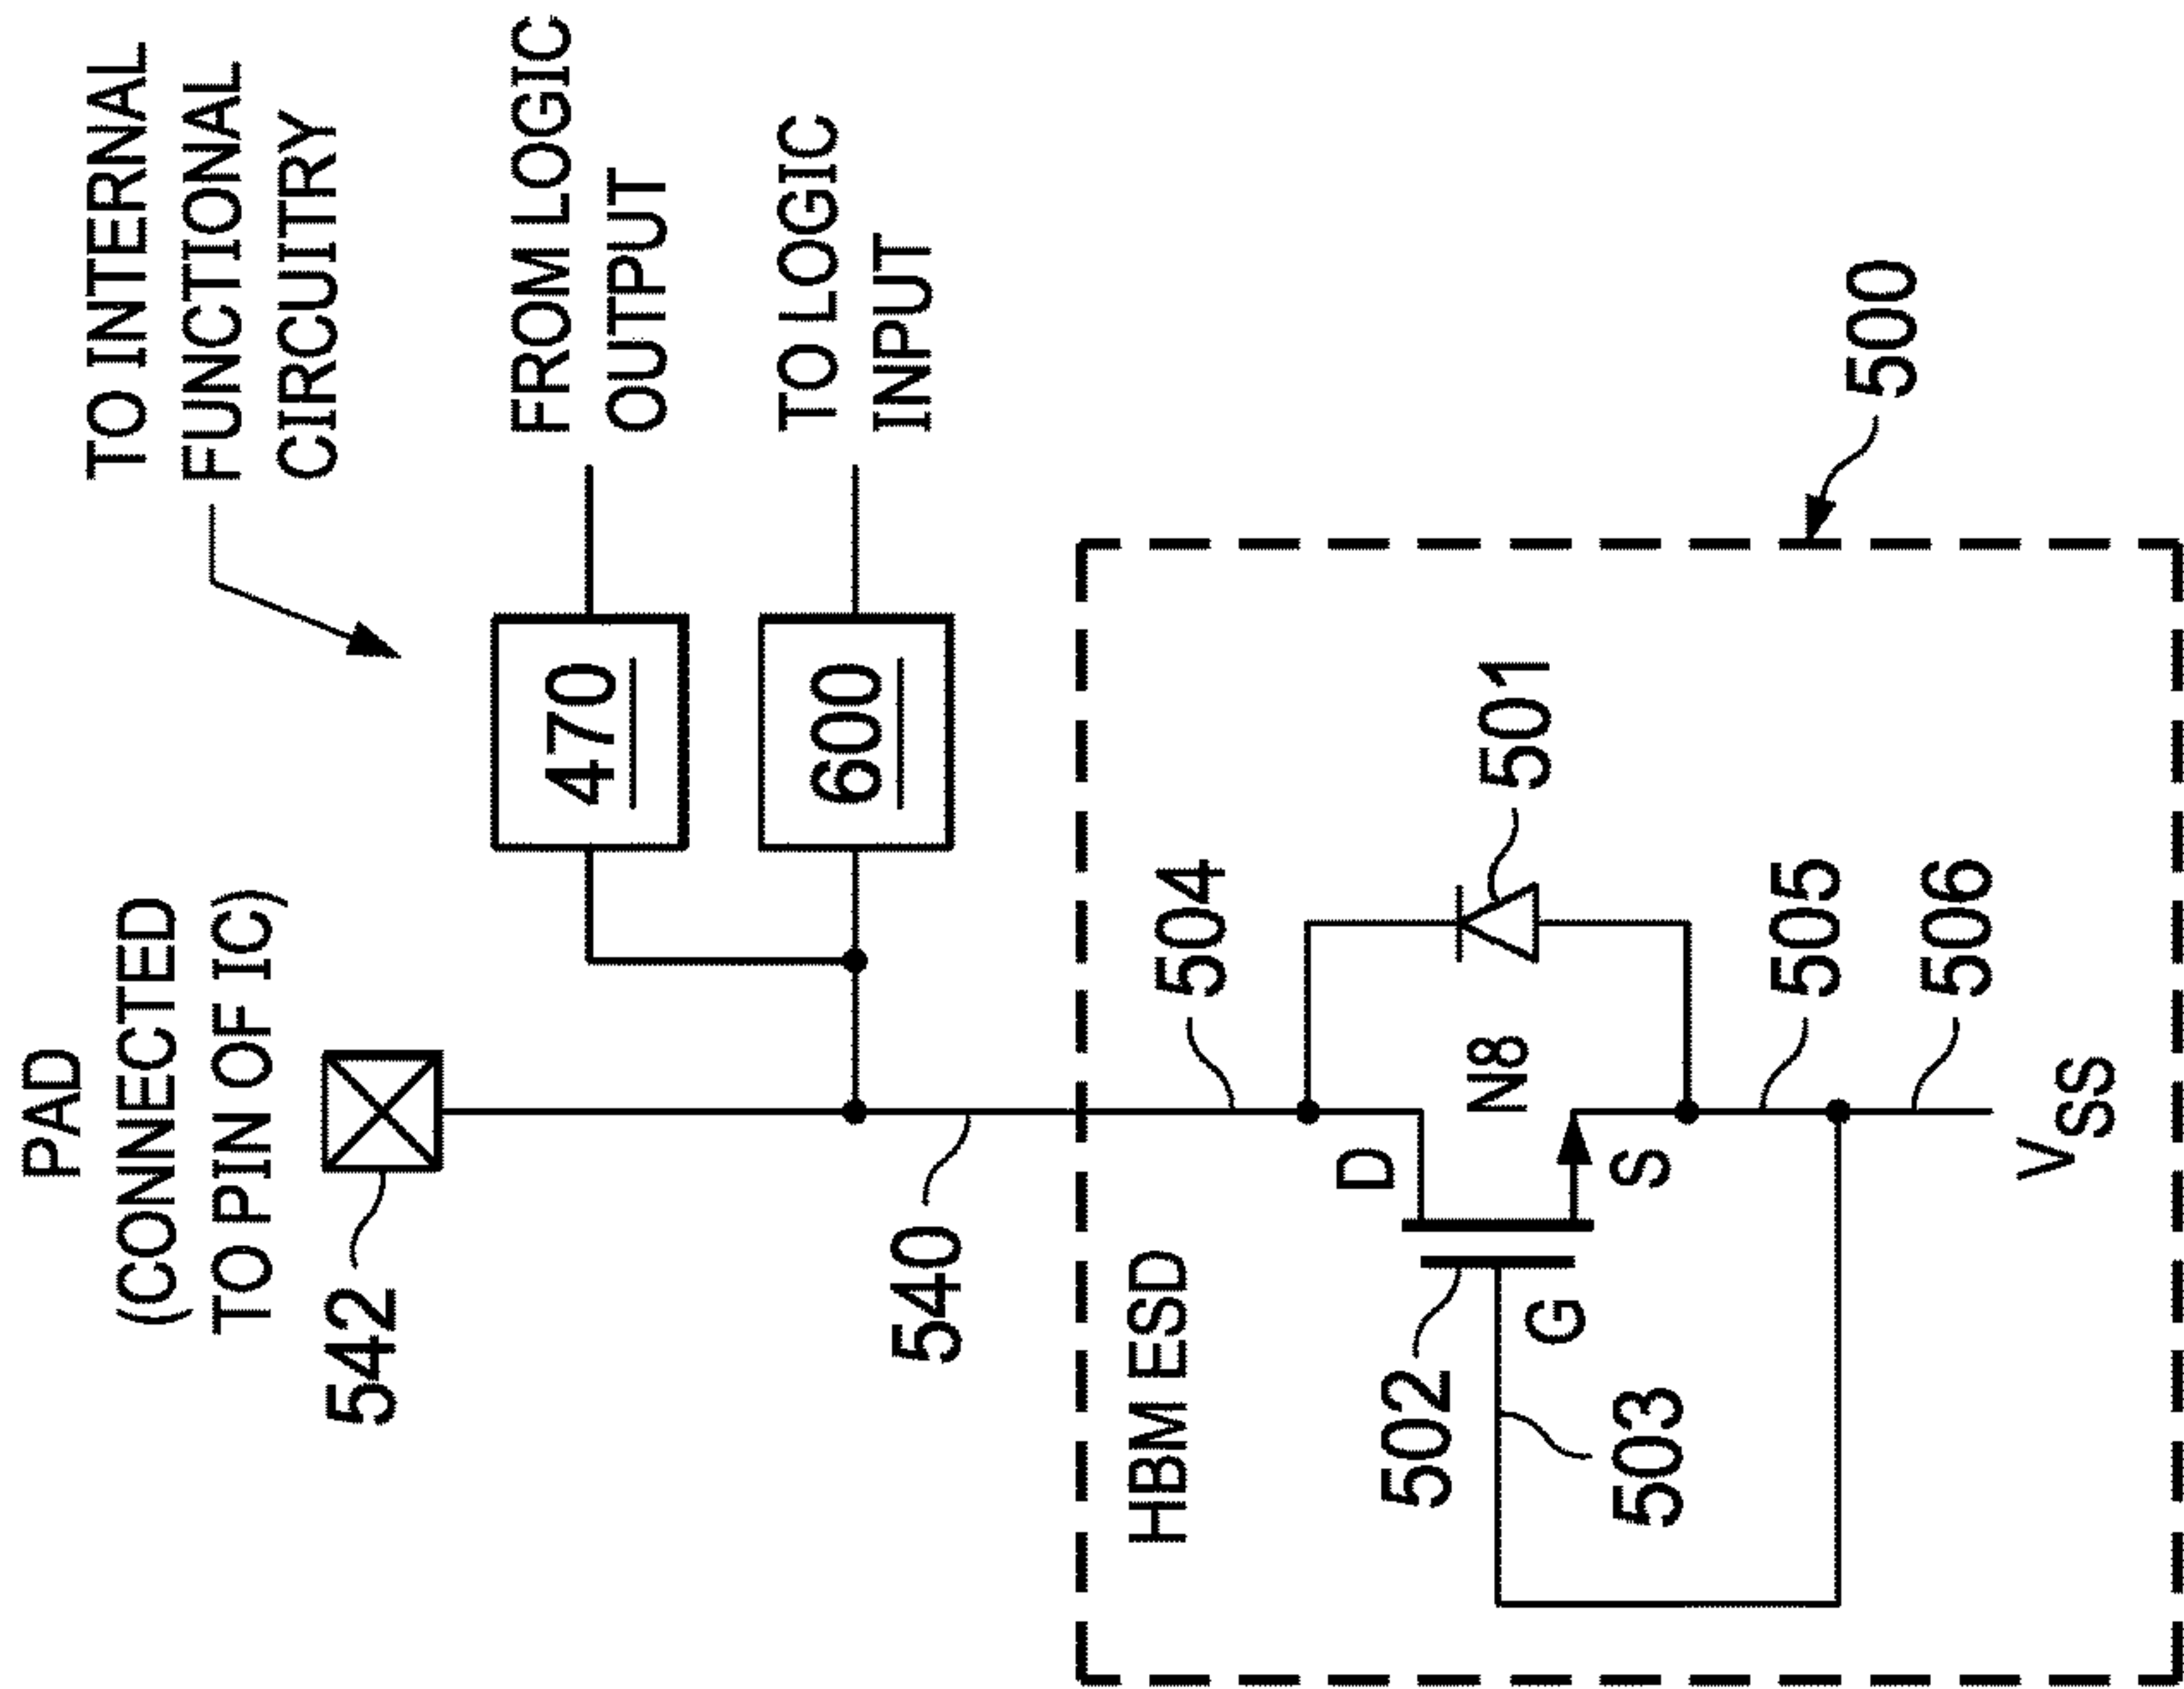 PAD
(CONNECTED
TO PIN OF IC)
542
TO INTERNAL
FUNCTIONAL
CIRCUITRY
470
FROM LOGIC
OUTPUT
600
TO LOGIC
INPUT
540
HBM ESD
500
504
D
502
N8
501
G
503
S
505
506
VSS